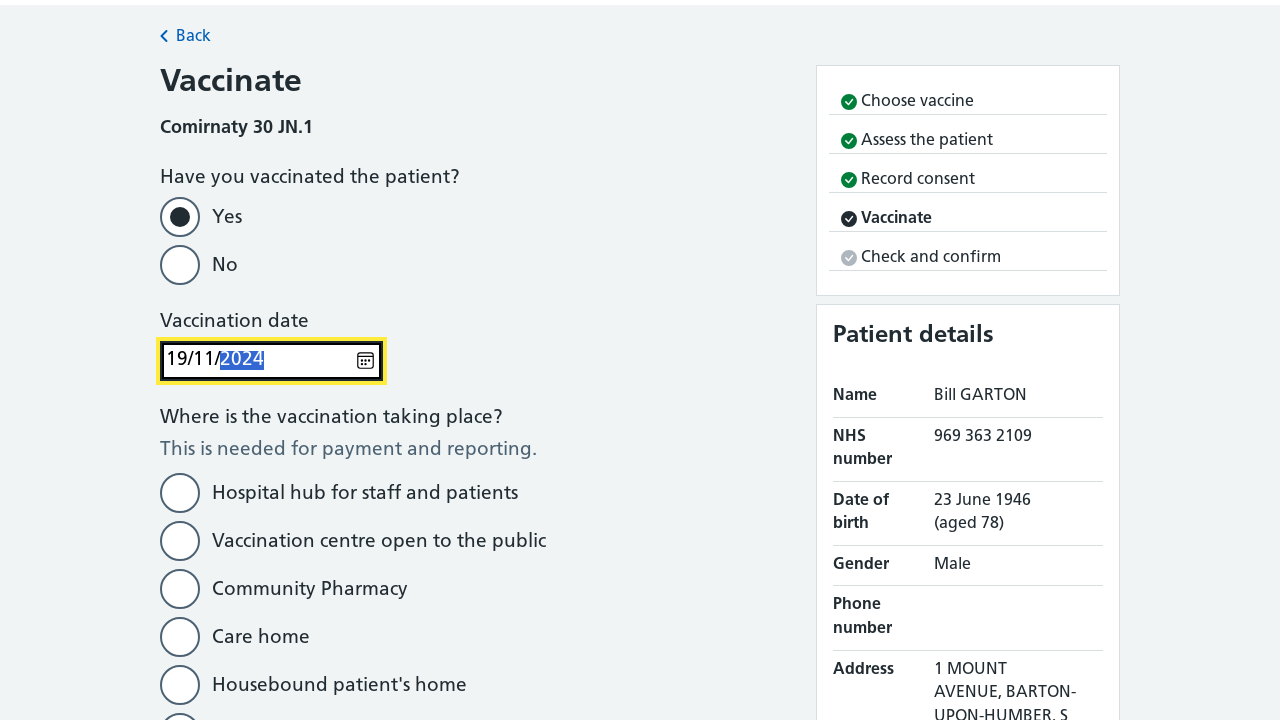 Back
Vaccinate
Comirnaty 30 JN.1
Have you vaccinated the patient?
Yes
No
Vaccination date
19/11/2024
Where is the vaccination taking place?
This is needed for payment and reporting.
Hospital hub for staff and patients
Vaccination centre open to the public
Community Pharmacy
Care home
Housebound patient's home
Choose vaccine
Assess the patient
Record consent
Vaccinate
Check and confirm
Patient details
Name Bill GARTON
NHS number 969 363 2109
Date of birth 23 June 1946 (aged 78)
Gender Male
Phone number
Address 1 MOUNT
AVENUE, BARTON-
UPON-HUMBER, S